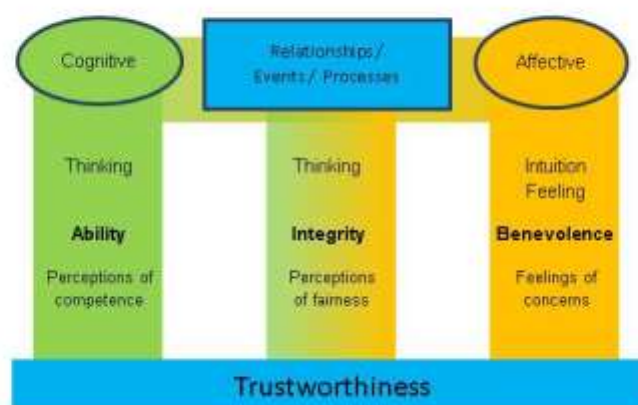 Cognitive
Relationships/
Events/ Processes
Affective
Thinking
Ability
Perceptions of
competence
Thinking
Integrity
Perceptions
of fairness
Intuition
Feeling
Benevolence
Feelings of
concerns
Trustworthiness